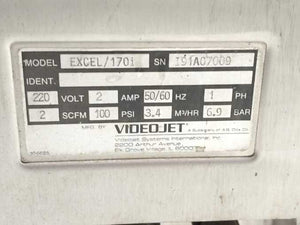 MODEL EXCEL/170i SN I91A07009
IDENT.
220 VOLT 2 AMP 50/60 HZ 1 PH
2 SCFM 100 PSI 3.4 M³/HR 6.9 BAR
MFG BY VIDEOJET
Videojet Systems International, Inc.
2200 Arthur Avenue
Elk Grove Village, IL 6000